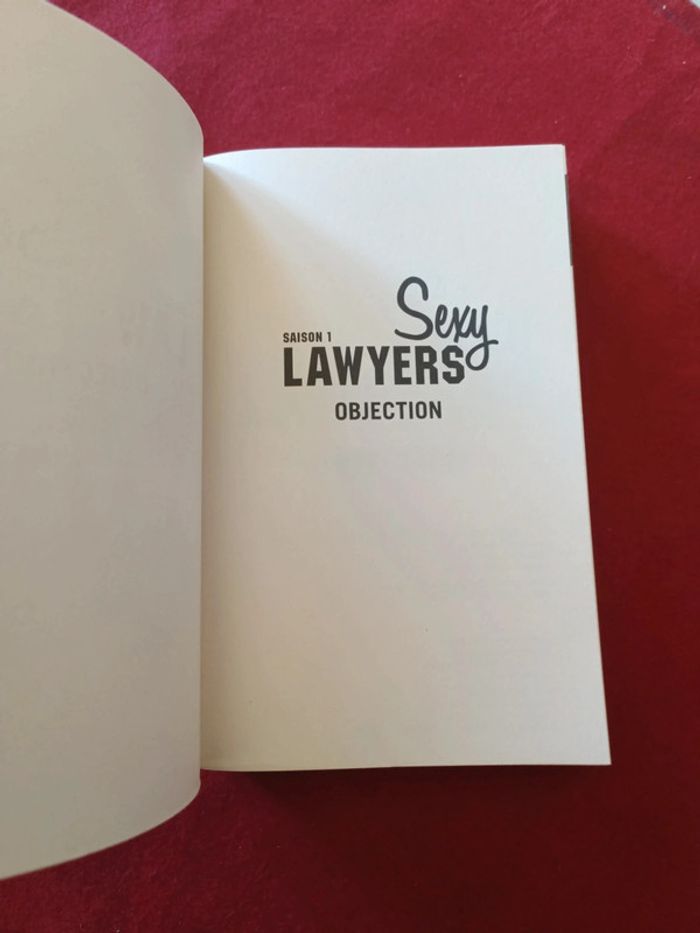 Sexy
SAISON 1
LAWYERS
OBJECTION